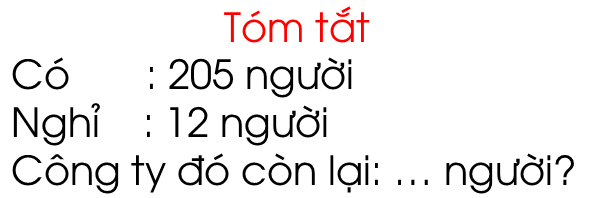 Tóm tắt
Có : 205 người
Nghỉ : 12 người
Công ty đó còn lại: ... người?